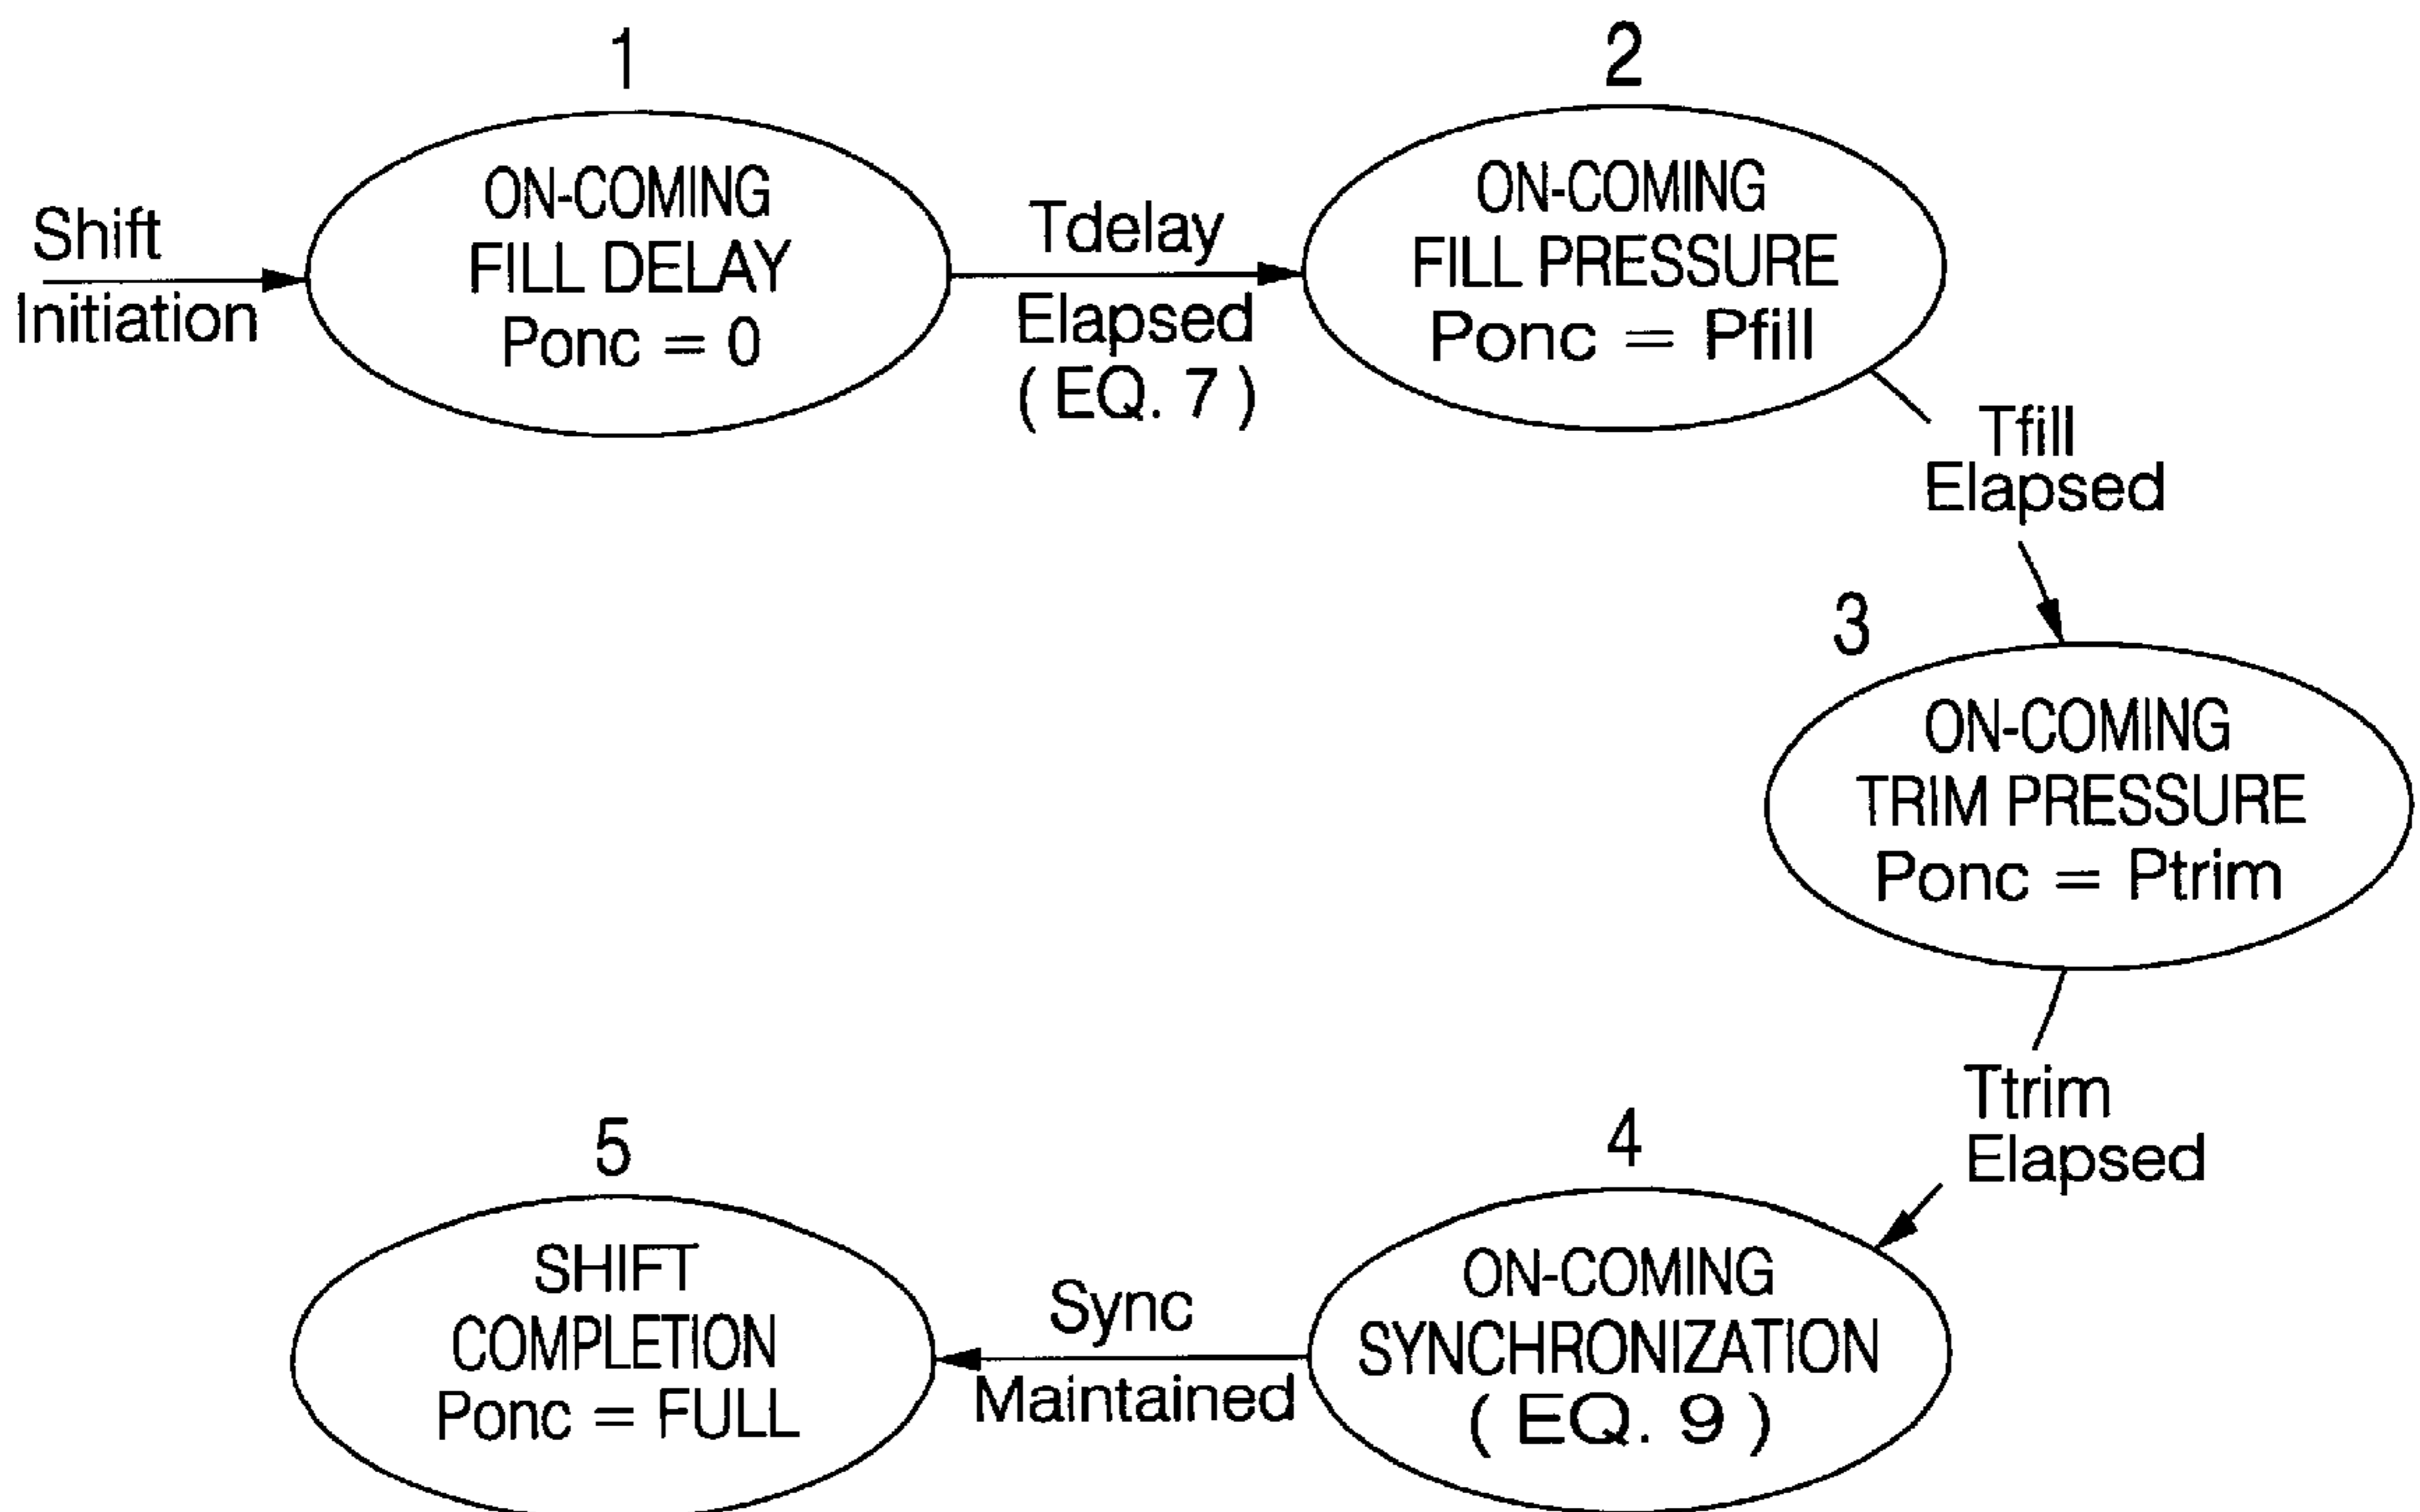 1
ON-COMING
FILL DELAY
Ponc = 0
Shift
Initiation
Tdelay
Elapsed
( EQ. 7 )
2
ON-COMING
FILL PRESSURE
Ponc = Pfill
Tfill
Elapsed
3
ON-COMING
TRIM PRESSURE
Ponc = Ptrim
Ttrim
Elapsed
4
ON-COMING
SYNCHRONIZATION
( EQ. 9 )
Sync
Maintained
5
SHIFT
COMPLETION
Ponc = FULL